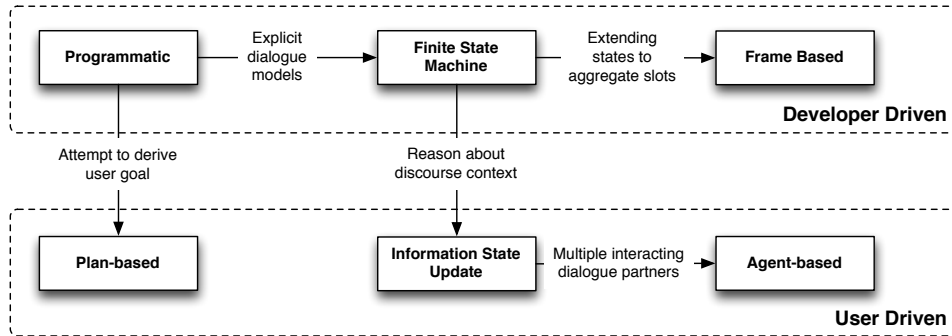 Programmatic
Explicit
dialogue
models
Finite State
Machine
Extending
states to
aggregate slots
Frame Based
Developer Driven
Attempt to derive
user goal
Reason about
discourse context
Plan-based
Information State
Update
Multiple interacting
dialogue partners
Agent-based
User Driven